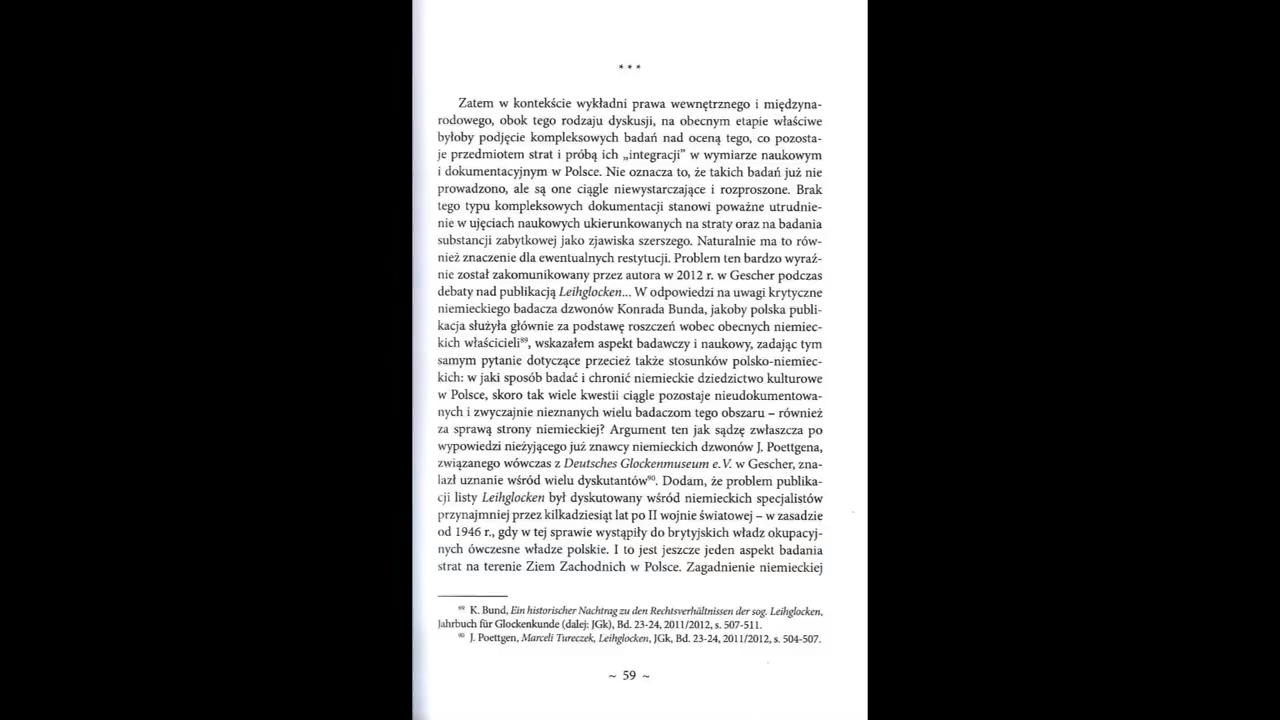 * * *
Zatem w kontekście wykładni prawa wewnętrznego i międzyna-
rodowego, obok tego rodzaju dyskusji, na obecnym etapie właściwe
byłoby podjęcie kompleksowych badań nad oceną tego, co pozosta-
je przedmiotem strat i próbą ich „integracji” w wymiarze naukowym
i dokumentacyjnym w Polsce. Nie oznacza to, że takich badań już nie
prowadzono, ale są one ciągle niewystarczające i rozproszone. Brak
tego typu kompleksowych dokumentacji stanowi poważne utrudnie-
nie w ujęciach naukowych ukierunkowanych na straty oraz na badania
substancji zabytkowej jako zjawiska szerszego. Naturalnie ma to rów-
nież znaczenie dla ewentualnych restytucji. Problem ten bardzo wyraź-
nie został zakomunikowany przez autora w 2012 r. w Gescher podczas
debaty nad publikacją Leihglocken... W odpowiedzi na uwagi krytyczne
niemieckiego badacza dzwonów Konrada Bunda, jakoby polska publi-
kacja służyła głównie za podstawę roszczeń wobec obecnych niemiec-
kich właścicieli⁸⁹, wskazałem aspekt badawczy i naukowy, zadając tym
samym pytanie dotyczące przecież także stosunków polsko-niemiec-
kich: w jaki sposób badać i chronić niemieckie dziedzictwo kulturowe
w Polsce, skoro tak wiele kwestii ciągle pozostaje nieudokumentowa-
nych i zwyczajnie nieznanych wielu badaczom tego obszaru – również
za sprawą strony niemieckiej? Argument ten jak sądzę zwłaszcza po
wypowiedzi nieżyjącego już znawcy niemieckich dzwonów J. Poettgena,
związanego wówczas z Deutsches Glockenmuseum e.V. w Gescher, zna-
lazł uznanie wśród wielu dyskutantów⁹⁰. Dodam, że problem publika-
cji listy Leihglocken był dyskutowany wśród niemieckich specjalistów
przynajmniej przez kilkadziesiąt lat po II wojnie światowej – w zasadzie
od 1946 r., gdy w tej sprawie wystąpiły do brytyjskich władz okupacyj-
nych ówczesne władze polskie. I to jest jeszcze jeden aspekt badania
strat na terenie Ziem Zachodnich w Polsce. Zagadnienie niemieckiej
⁸⁹ K. Bund, Ein historischer Nachtrag zu den Rechtsverhältnissen der sog. Leihglocken,
Jahrbuch für Glockenkunde (dalej: JGk), Bd. 23-24, 2011/2012, s. 507-511.
⁹⁰ J. Poettgen, Marceli Tureczek, Leihglocken, JGk, Bd. 23-24, 2011/2012, s. 504-507.
~ 59 ~